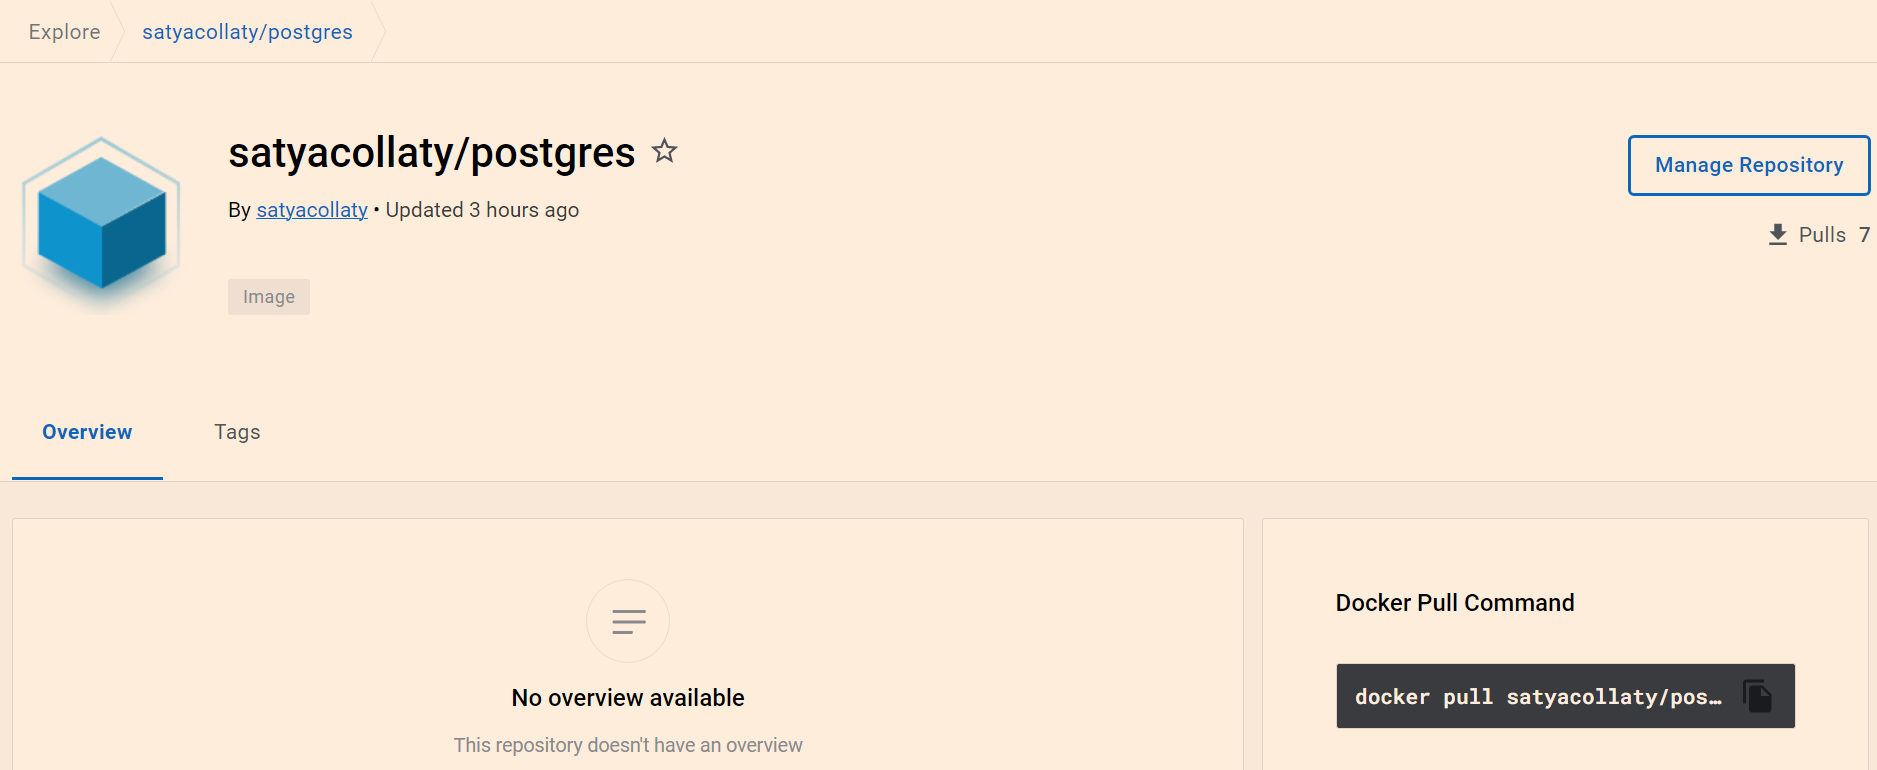 Explore
satyacollaty/postgres
satyacollaty/postgres
By satyacollaty • Updated 3 hours ago
Manage Repository
Pulls 7
Image
Overview
Tags
No overview available
This repository doesn't have an overview
Docker Pull Command
docker pull satyacollaty/pos…